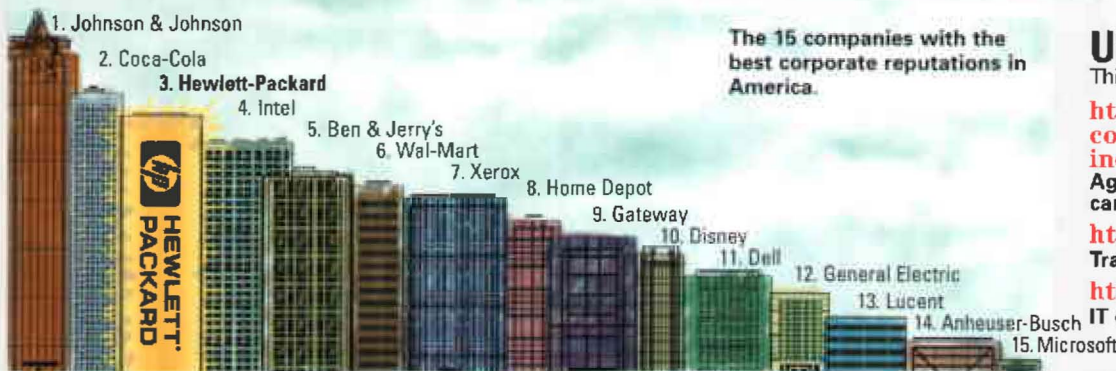 1. Johnson & Johnson
2. Coca-Cola
3. Hewlett-Packard
4. Intel
5. Ben & Jerry's
6. Wal-Mart
7. Xerox
8. Home Depot
9. Gateway
10. Disney
11. Dell
12. General Electric
13. Lucent
14. Anheuser-Busch
15. Microsoft
The 15 companies with the
best corporate reputations in
America.
hp
HEWLETT
PACKARD